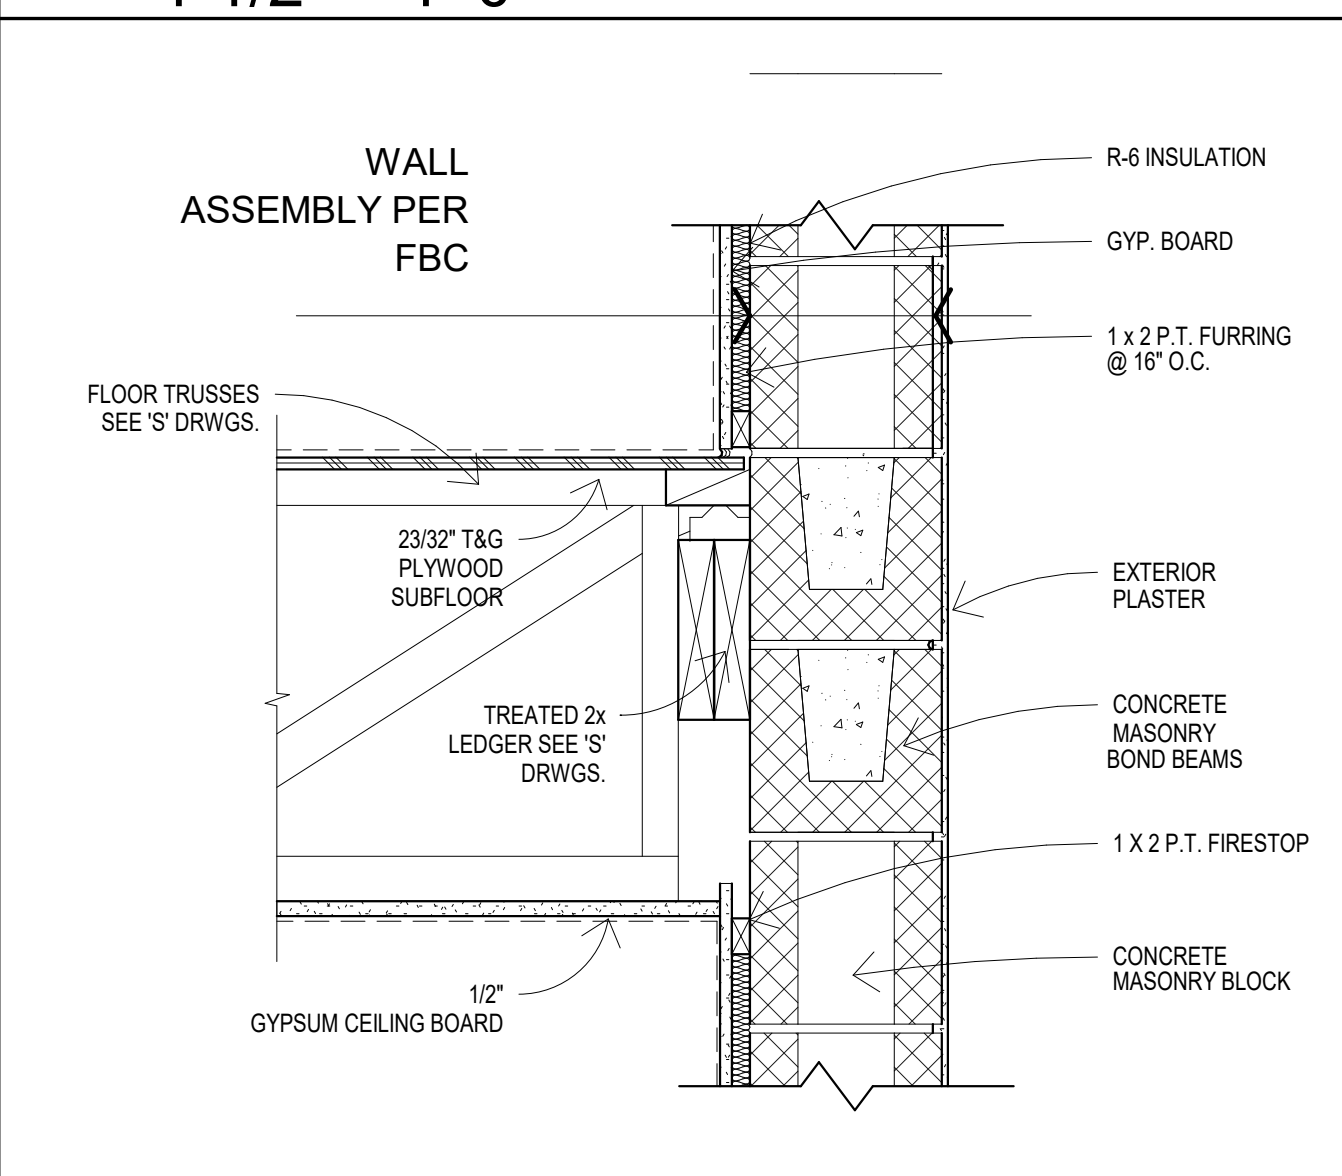 WALL
ASSEMBLY PER
FBC
R-6 INSULATION
GYP. BOARD
1 x 2 P.T. FURRING
@ 16" O.C.
FLOOR TRUSSES
SEE 'S' DRWGS.
23/32" T&G
PLYWOOD
SUBFLOOR
EXTERIOR
PLASTER
TREATED 2x
LEDGER SEE 'S'
DRWGS.
CONCRETE
MASONRY
BOND BEAMS
1 X 2 P.T. FIRESTOP
CONCRETE
MASONRY BLOCK
1/2"
GYPSUM CEILING BOARD